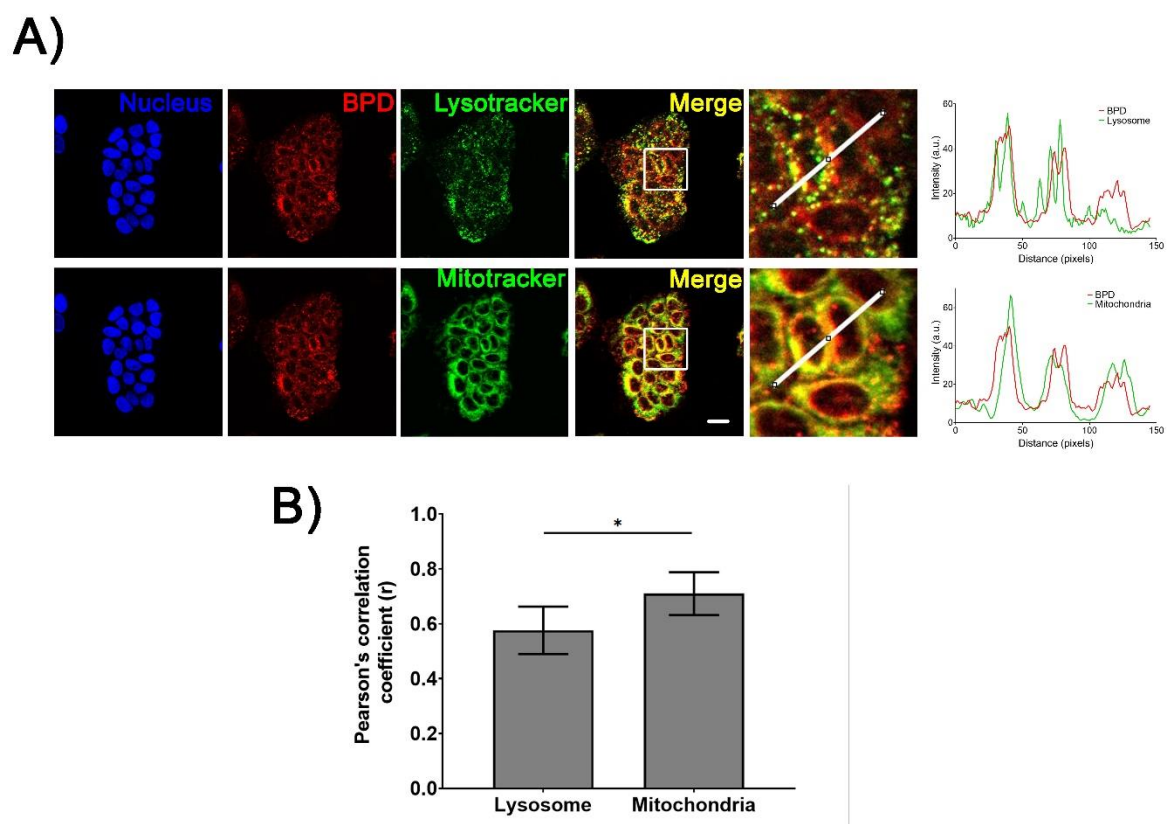 A)
Nucleus
BPD
Lysotracker
Merge
60
40
20
0
Intensity (a.u.)
BPD
Lysosome
0
50
100
150
Distance (pixels)
Mitotracker
Merge
60
40
20
0
Intensity (a.u.)
BPD
Mitochondria
0
50
100
150
Distance (pixels)
B)
Pearson's correlation
coefficient (r)
1.0
0.8
0.6
0.4
0.2
0.0
*
Lysosome
Mitochondria